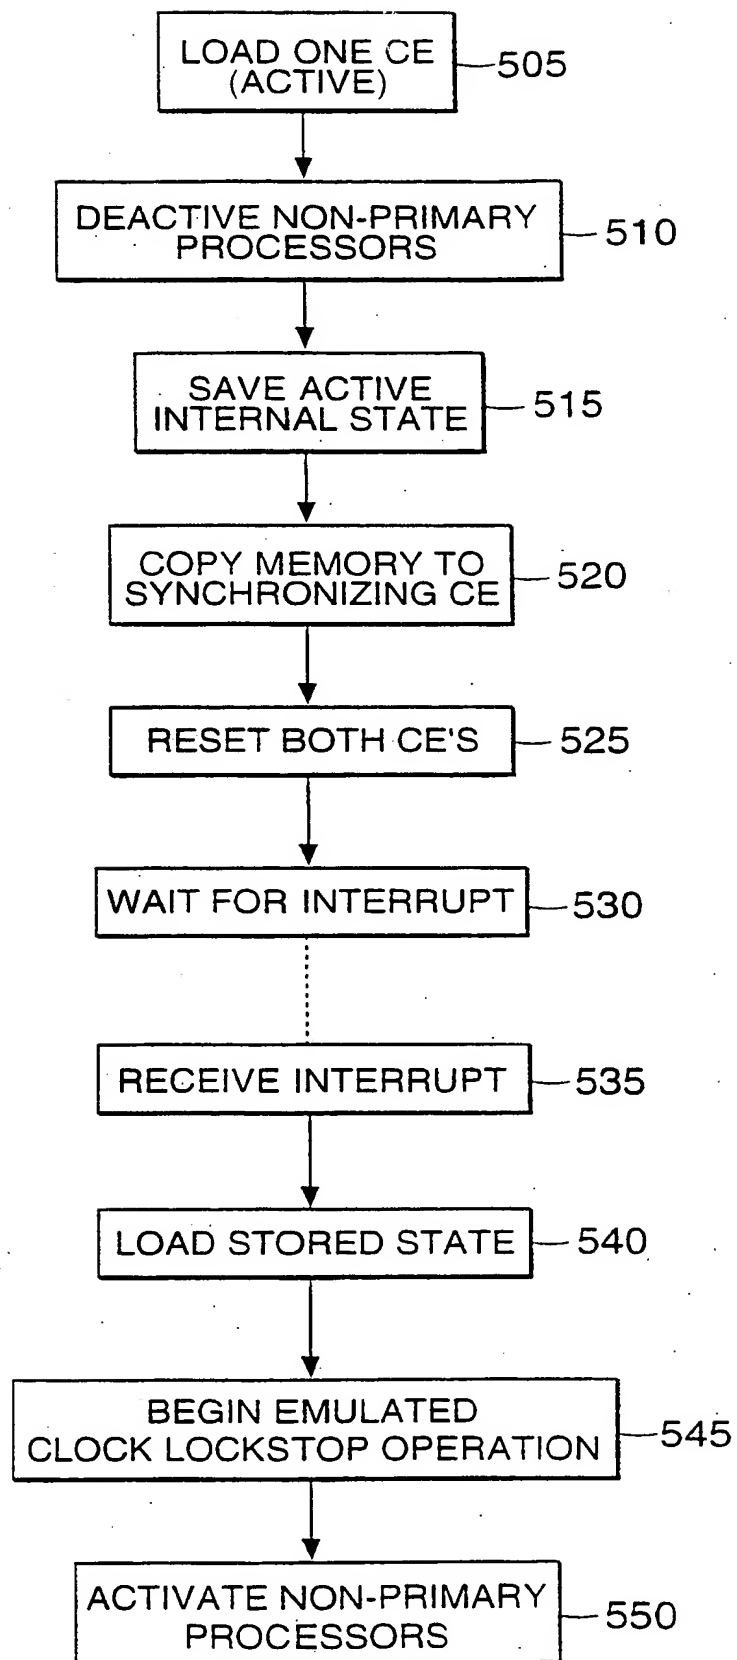 LOAD ONE CE
(ACTIVE)
505
DEACTIVE NON-PRIMARY
PROCESSORS
510
SAVE ACTIVE
INTERNAL STATE
515
COPY MEMORY TO
SYNCHRONIZING CE
520
RESET BOTH CE'S
525
WAIT FOR INTERRUPT
530
RECEIVE INTERRUPT
535
LOAD STORED STATE
540
BEGIN EMULATED
CLOCK LOCKSTOP OPERATION
545
ACTIVATE NON-PRIMARY
PROCESSORS
550